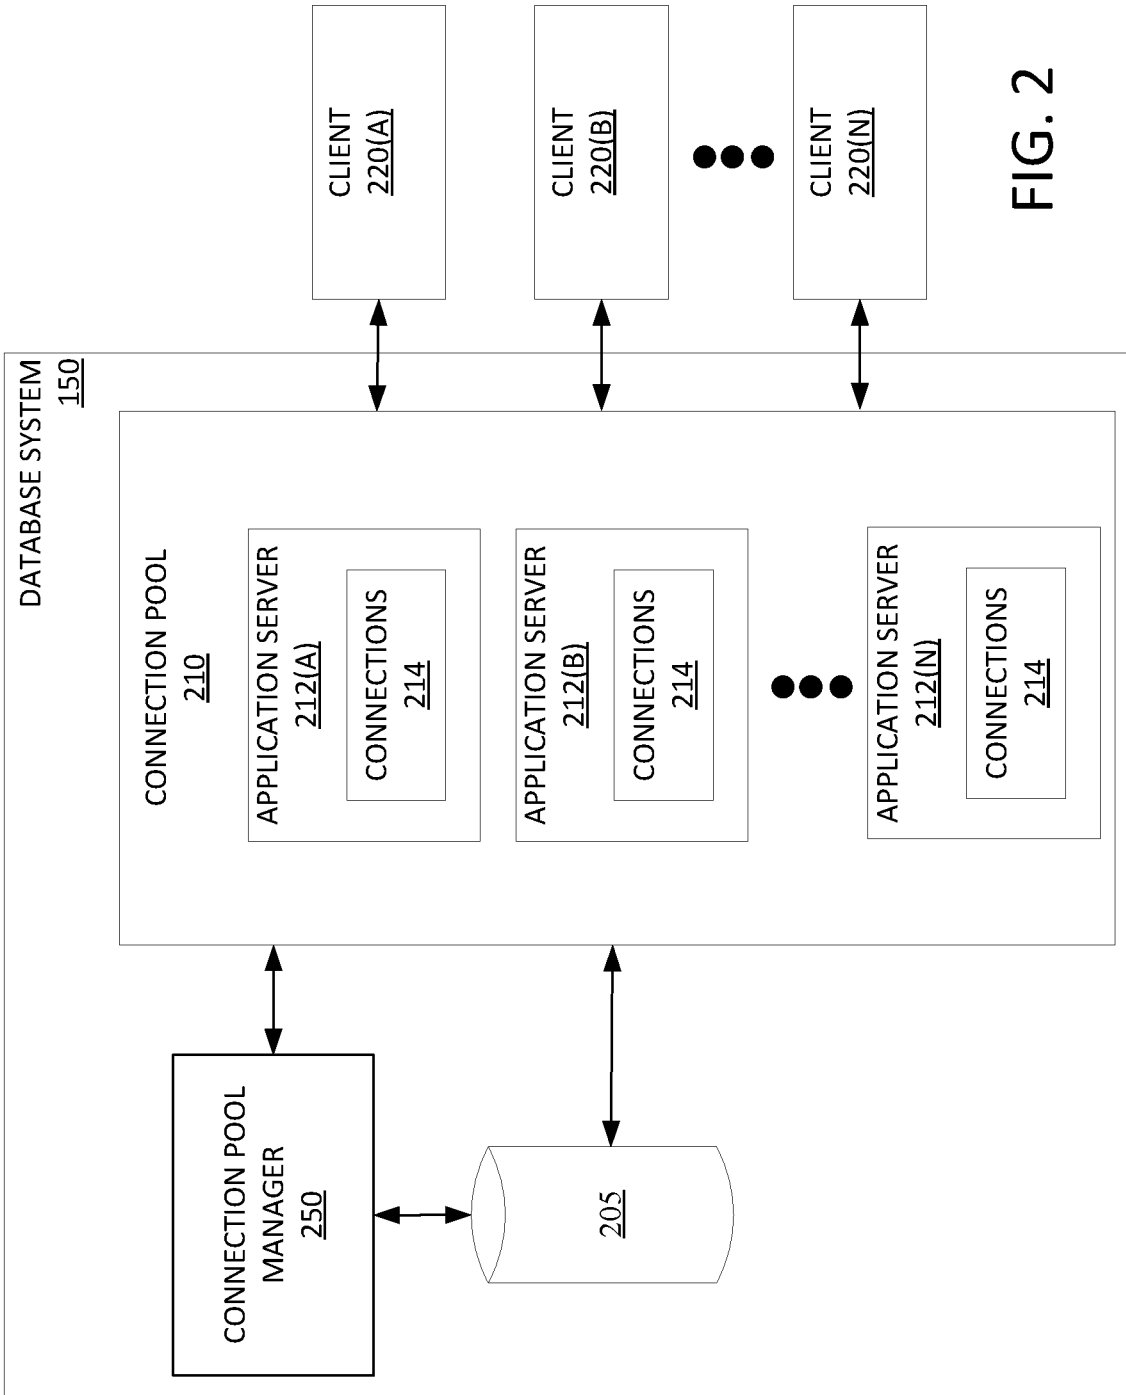 DATABASE SYSTEM
150
CONNECTION POOL
MANAGER
250
205
CONNECTION POOL
210
APPLICATION SERVER
212(A)
CONNECTIONS
214
APPLICATION SERVER
212(B)
CONNECTIONS
214
APPLICATION SERVER
212(N)
CONNECTIONS
214
CLIENT
220(A)
CLIENT
220(B)
CLIENT
220(N)
FIG. 2